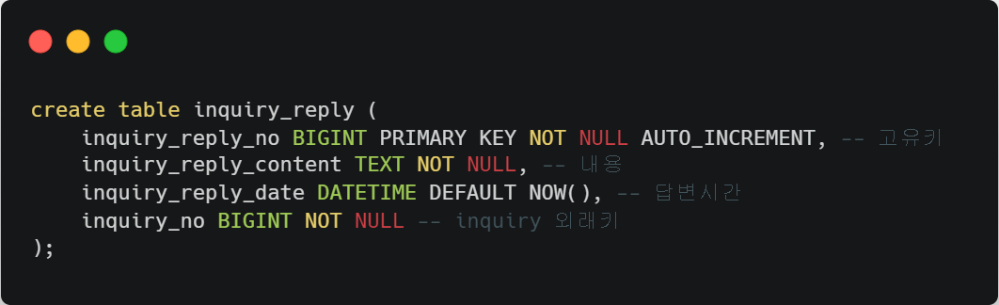 create table inquiry_reply (
    inquiry_reply_no BIGINT PRIMARY KEY NOT NULL AUTO_INCREMENT, -- 고유키
    inquiry_reply_content TEXT NOT NULL, -- 내용
    inquiry_reply_date DATETIME DEFAULT NOW(), -- 답변시간
    inquiry_no BIGINT NOT NULL -- inquiry 외래키
);